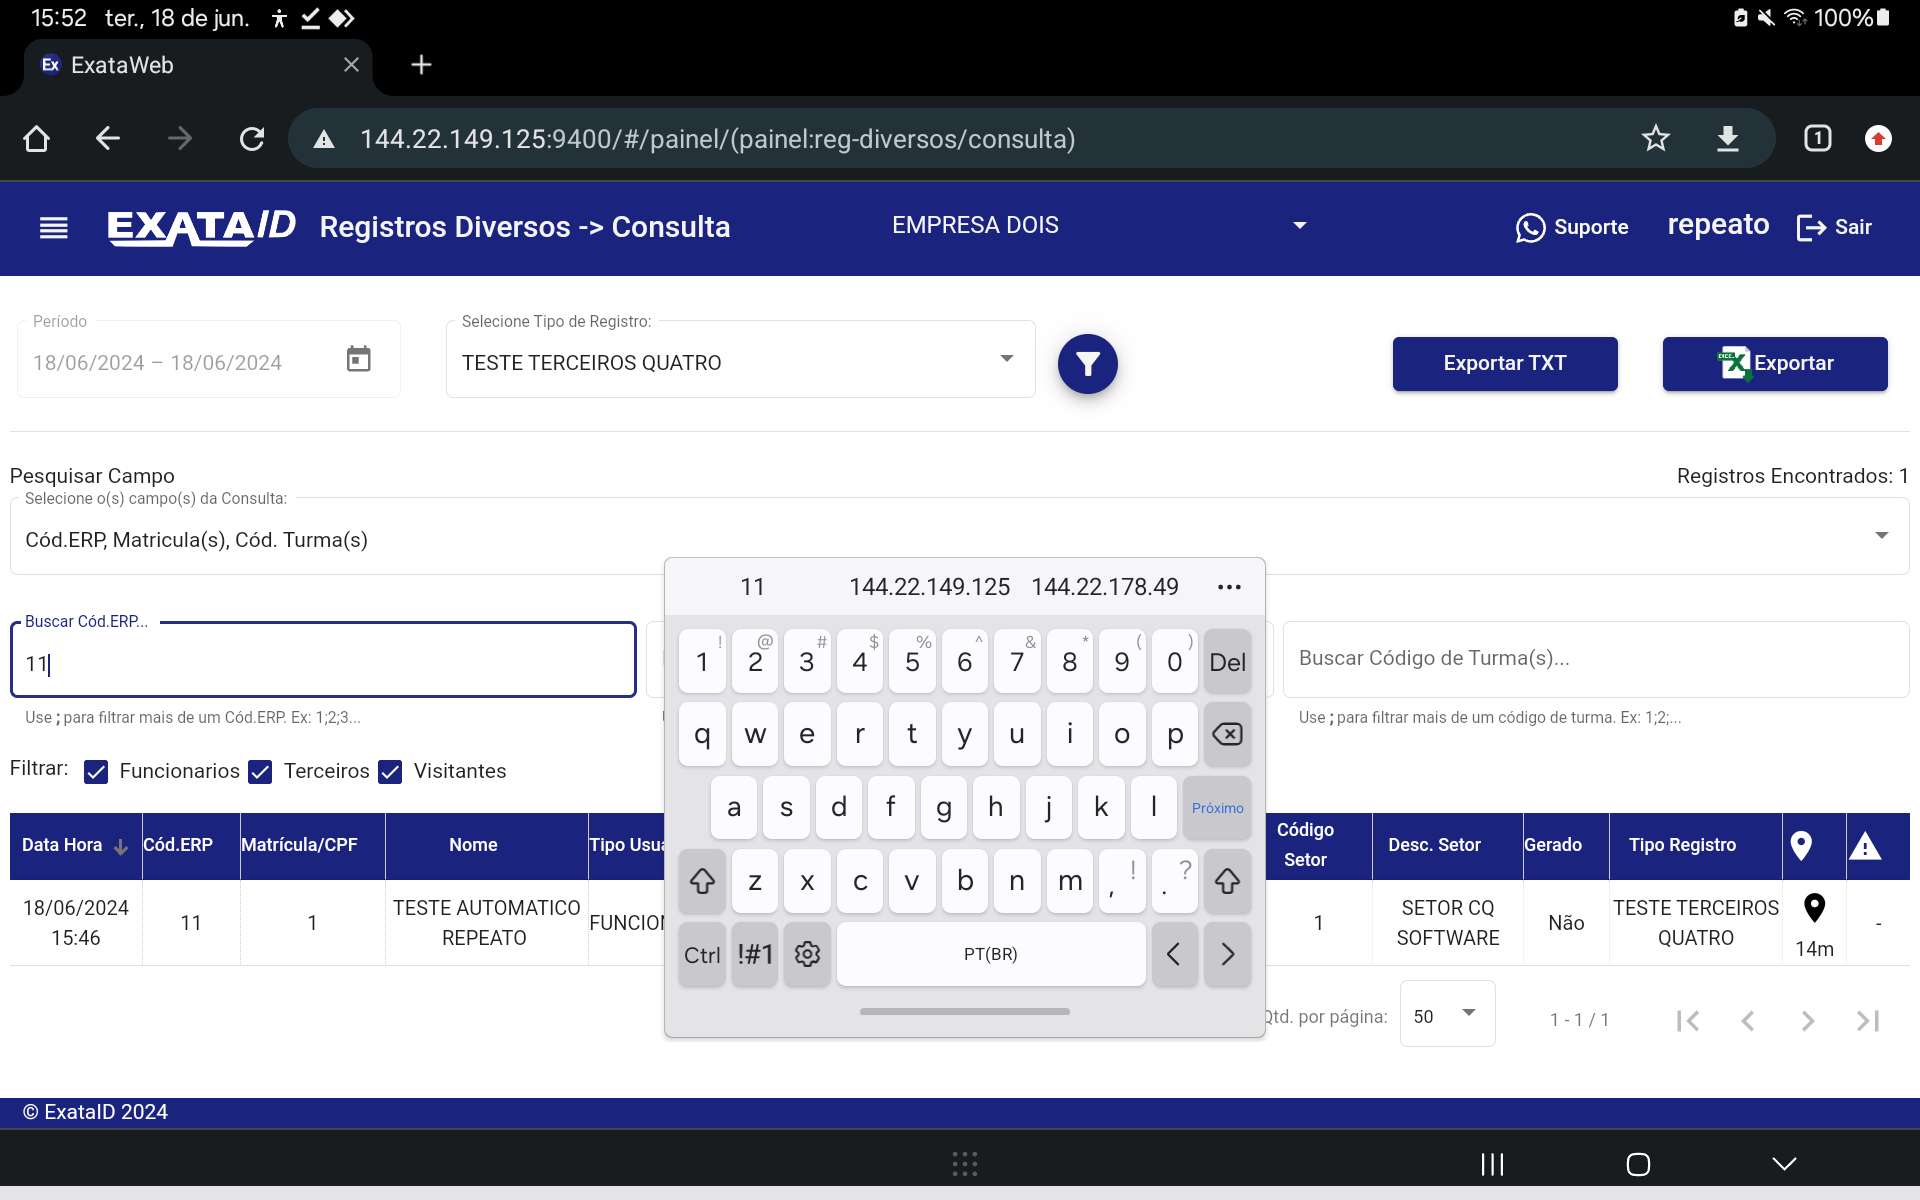 15:52 ter., 18 de jun. 100%
Ex ExataWeb
144.22.149.125:9400/#/painel/(painel:reg-diversos/consulta) 1
EXATA ID Registros Diversos -> Consulta EMPRESA DOIS Suporte repeato Sair
Período
18/06/2024 – 18/06/2024
Selecione Tipo de Registro:
TESTE TERCEIROS QUATRO
Exportar TXT
Exportar
Pesquisar Campo
Registros Encontrados: 1
Selecione o(s) campo(s) da Consulta:
Cód.ERP, Matricula(s), Cód. Turma(s)
Buscar Cód.ERP...
11
Use ; para filtrar mais de um Cód.ERP. Ex: 1;2;3...
Buscar Código de Turma(s)...
Use ; para filtrar mais de um código de turma. Ex: 1;2;...
Filtrar: Funcionarios Terceiros Visitantes
Data Hora Cód.ERP Matrícula/CPF Nome Tipo Usua Código Setor Desc. Setor Gerado Tipo Registro
18/06/2024 15:46 11 1 TESTE AUTOMATICO REPEATO FUNCION 1 SETOR CQ SOFTWARE Não TESTE TERCEIROS QUATRO 14m -
Qtd. por página: 50 1 - 1 / 1
11 144.22.149.125 144.22.178.49 ...
! @ # $ % ^ & * ( )
1 2 3 4 5 6 7 8 9 0 Del
q w e r t y u i o p
a s d f g h j k l Próximo
z x c v b n m , ! . ?
Ctrl !#1 PT(BR) < >
© ExataID 2024